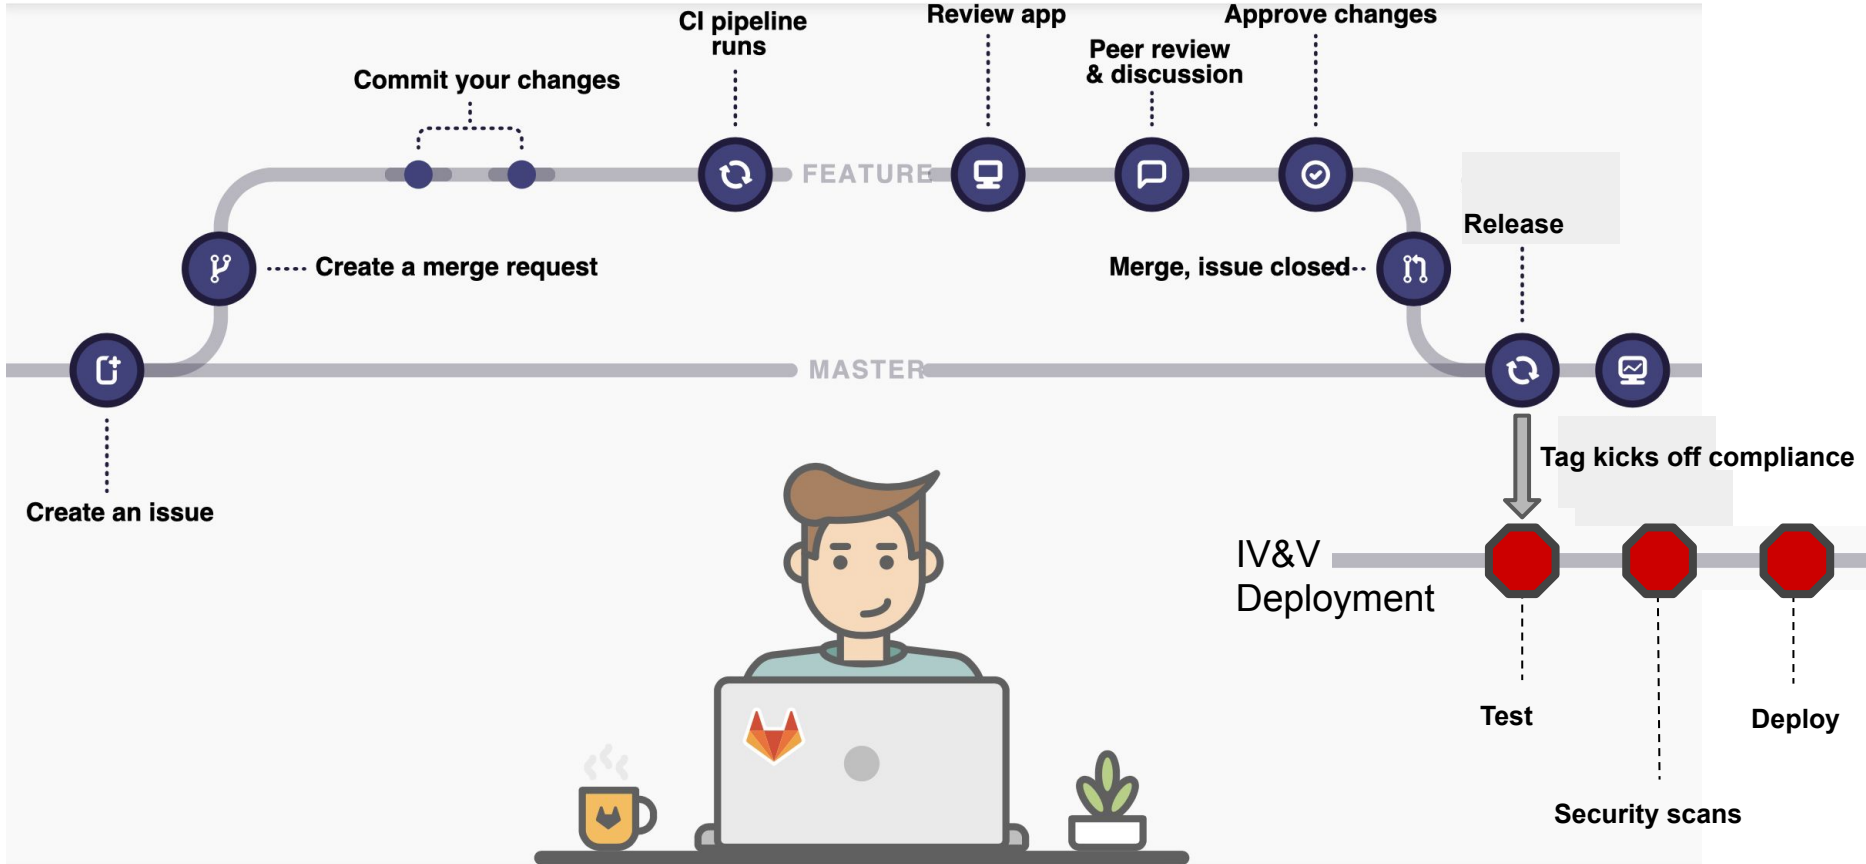 CI pipeline
runs
Review app
Approve changes
Peer review
& discussion
Commit your changes
FEATURE
Release
Create a merge request
Merge, issue closed
MASTER
Tag kicks off compliance
Create an issue
IV&V
Deployment
Test
Deploy
Security scans